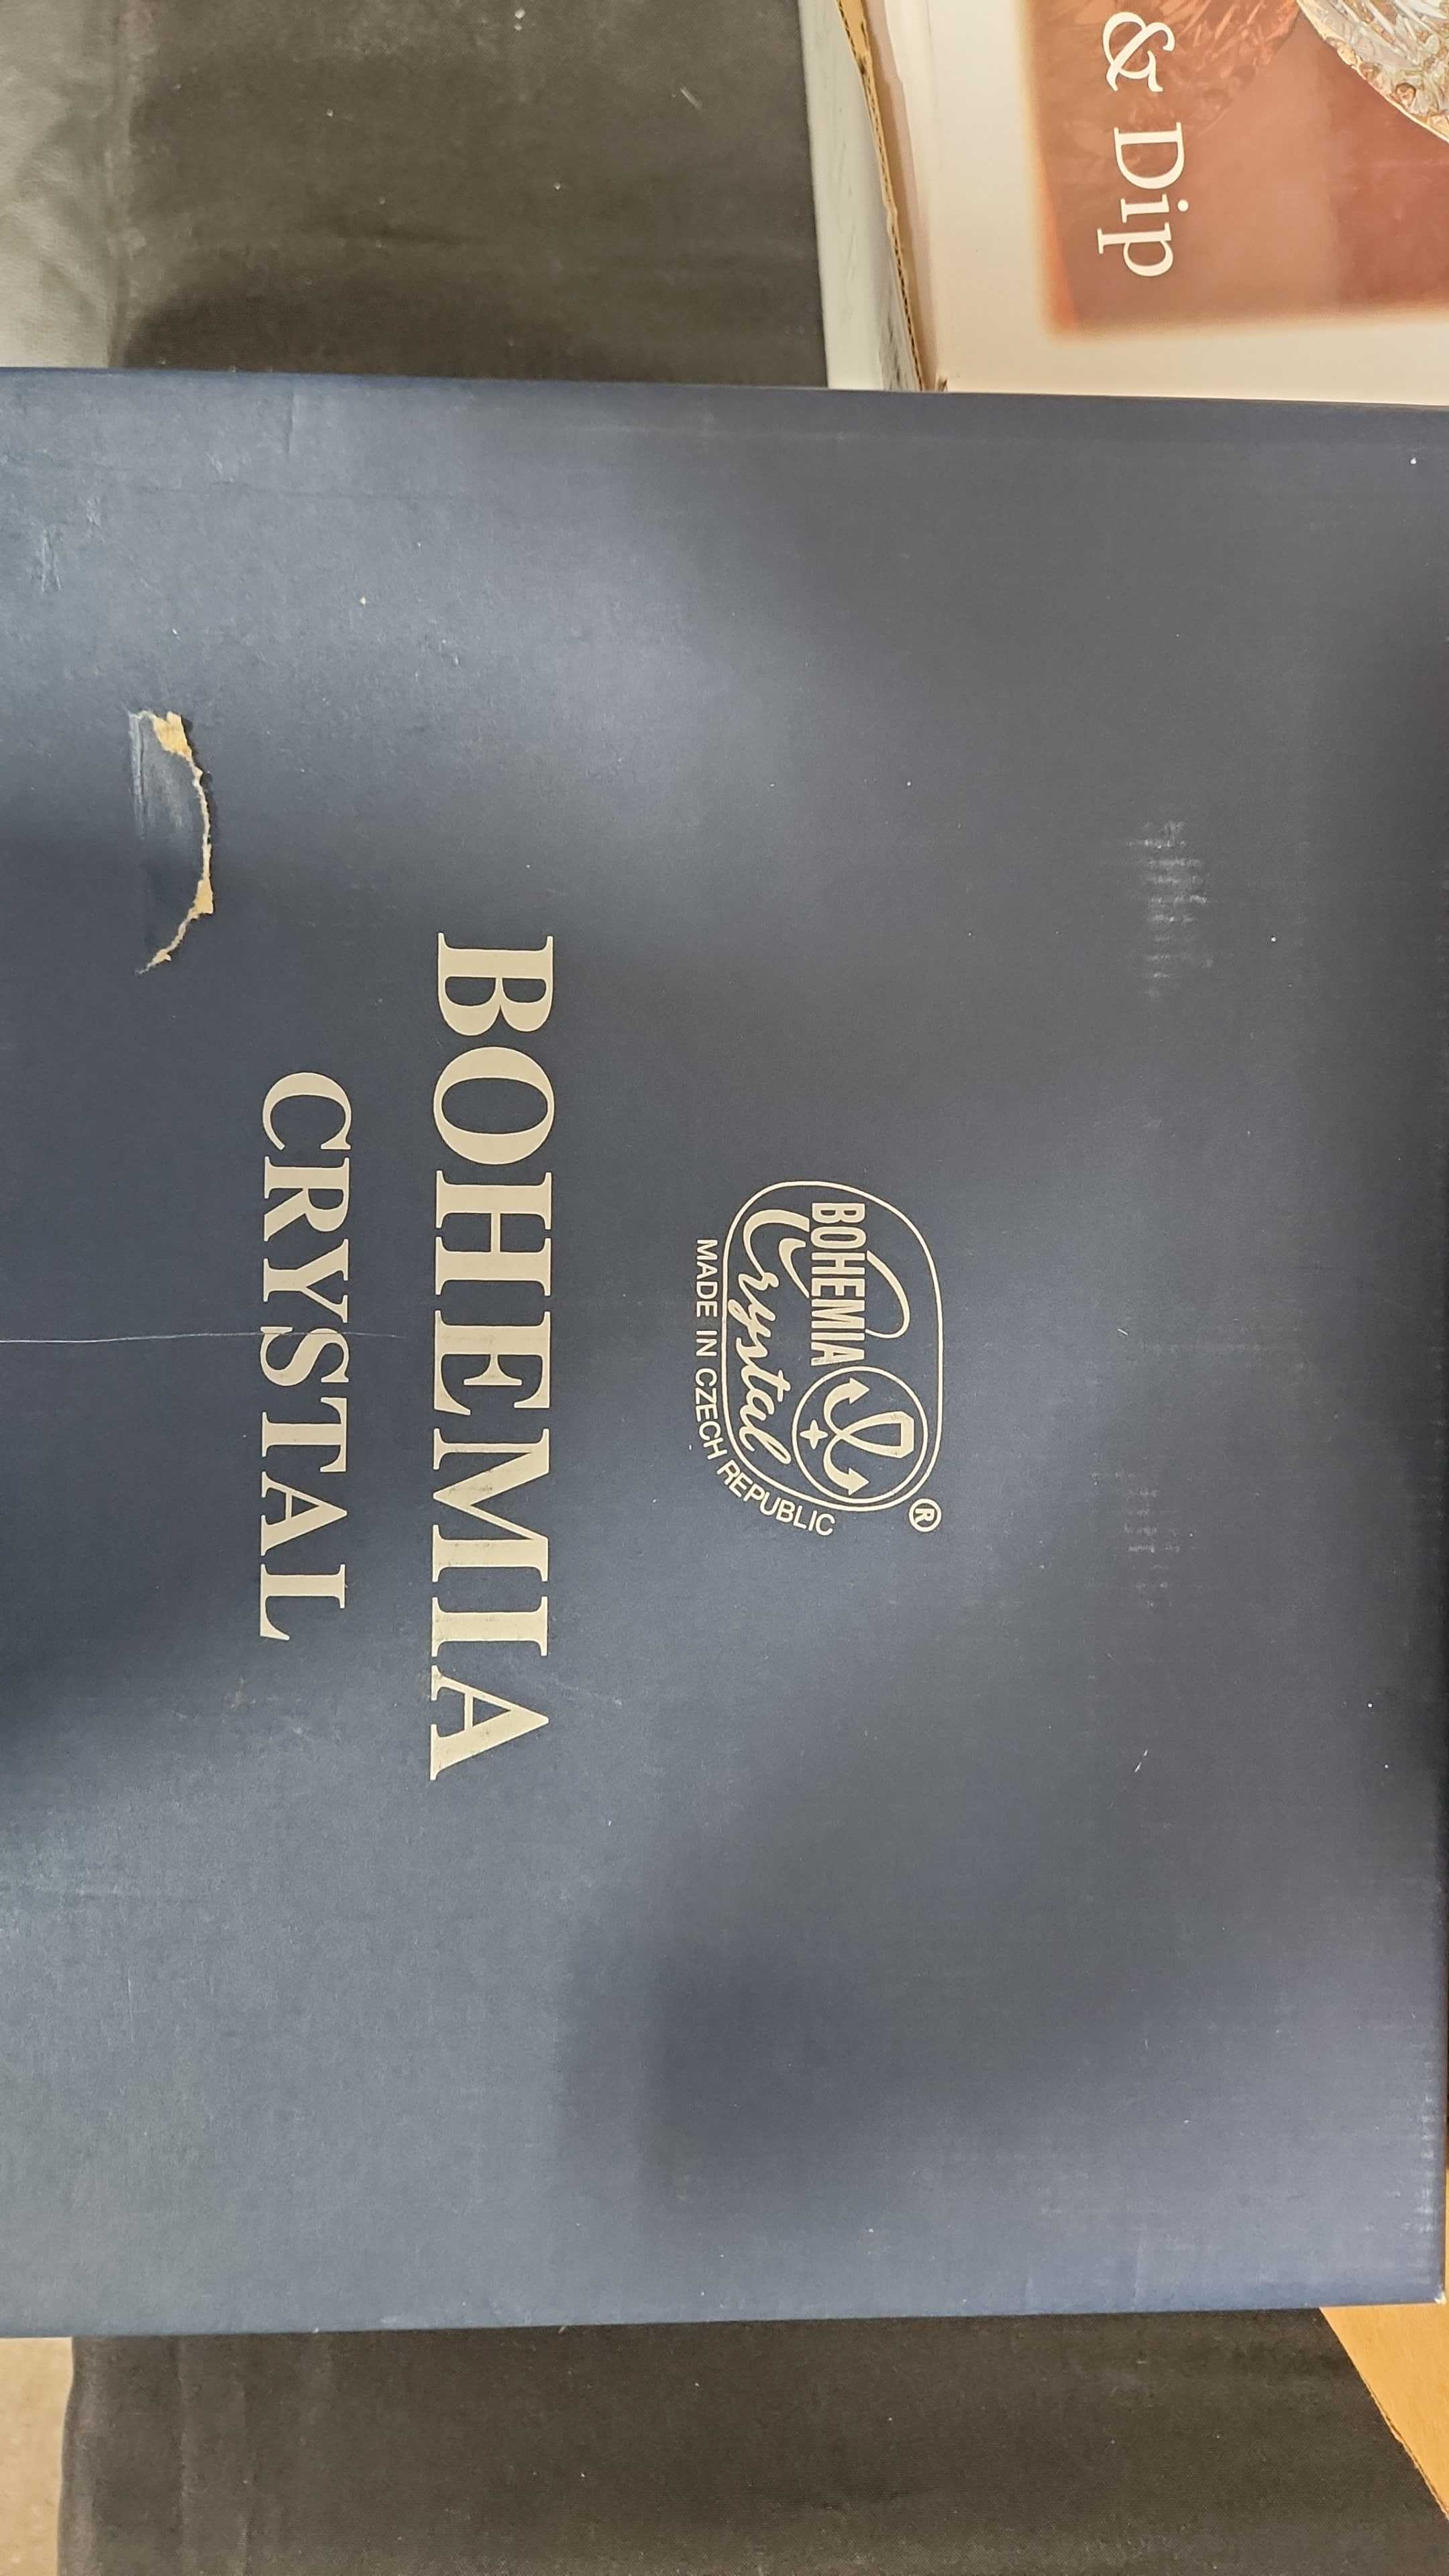 & Dip
BOHEMIA
Crystal
®
MADE IN CZECH REPUBLIC
BOHEMIA
CRYSTAL